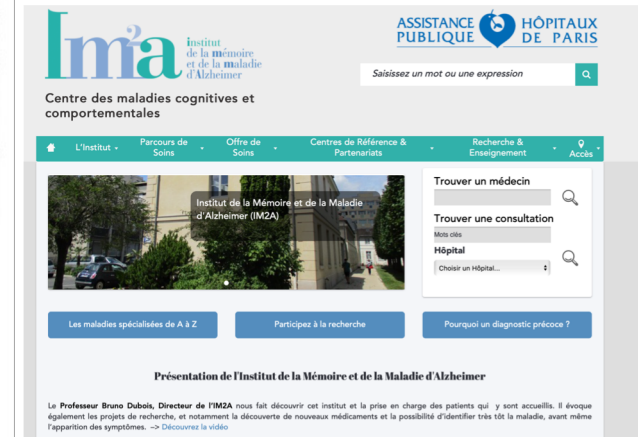 Im2a
institut
de la mémoire
et de la maladie
d'Alzheimer
ASSISTANCE HÔPITAUX
PUBLIQUE DE PARIS
Saisissez un mot ou une expression
Centre des maladies cognitives et
comportementales
L'Institut
Parcours de
Soins
Offre de
Soins
Centres de Référence &
Partenariats
Recherche &
Enseignement
Accès
Institut de la Mémoire et de la Maladie
d'Alzheimer (IM2A)
Trouver un médecin
Trouver une consultation
Mots clés
Hôpital
Choisir un Hôpital...
Les maladies spécialisées de A à Z
Participez à la recherche
Pourquoi un diagnostic précoce ?
Présentation de l'Institut de la Mémoire et de la Maladie d'Alzheimer
Le Professeur Bruno Dubois, Directeur de l'IM2A nous fait découvrir cet institut et la prise en charge des patients qui y sont accueillis. Il évoque
également les projets de recherche, et notamment la découverte de nouveaux médicaments et la possibilité d'identifier très tôt la maladie, avant même
l'apparition des symptômes. –> Découvrez la vidéo